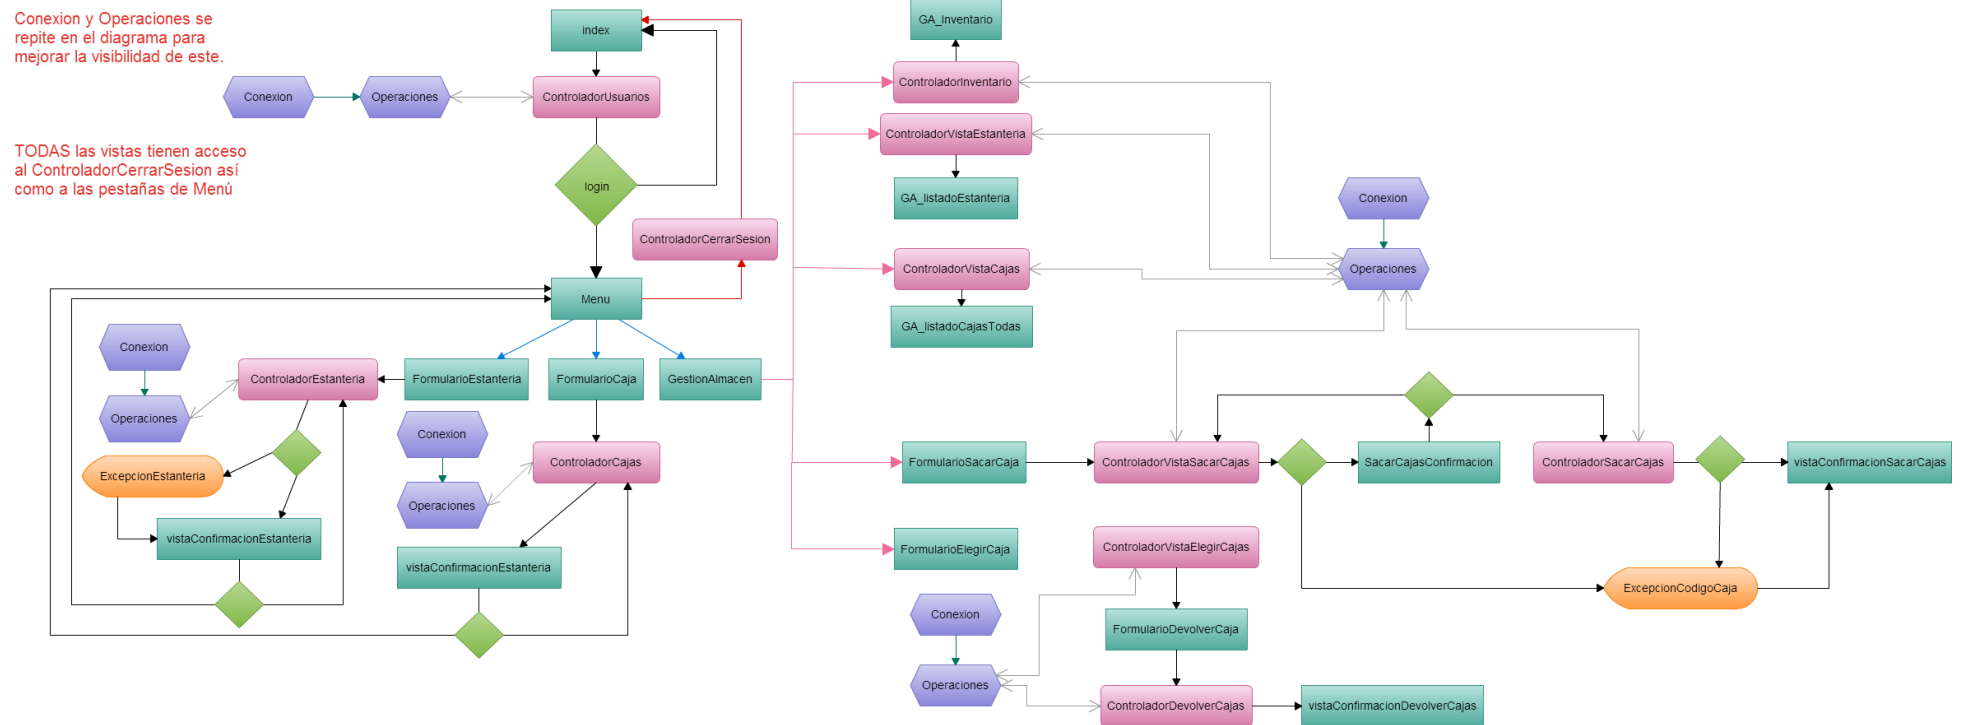 Conexion y Operaciones se
repite en el diagrama para
mejorar la visibilidad de este.
TODAS las vistas tienen acceso
al ControladorCerrarSesion así
como a las pestañas de Menú
index
Conexion
Operaciones
ControladorUsuarios
login
ControladorCerrarSesion
Menu
Conexion
ControladorEstanteria
FormularioEstanteria
FormularioCaja
GestionAlmacen
Operaciones
Conexion
ControladorCajas
ExcepcionEstanteria
Operaciones
vistaConfirmacionEstanteria
vistaConfirmacionEstanteria
GA_Inventario
ControladorInventario
ControladorVistaEstanteria
GA_listadoEstanteria
Conexion
ControladorVistaCajas
Operaciones
GA_listadoCajasTodas
FormularioSacarCaja
ControladorVistaSacarCajas
SacarCajasConfirmacion
ControladorSacarCajas
vistaConfirmacionSacarCajas
FormularioElegirCaja
ControladorVistaElegirCajas
ExcepcionCodigoCaja
Conexion
FormularioDevolverCaja
Operaciones
ControladorDevolverCajas
vistaConfirmacionDevolverCajas